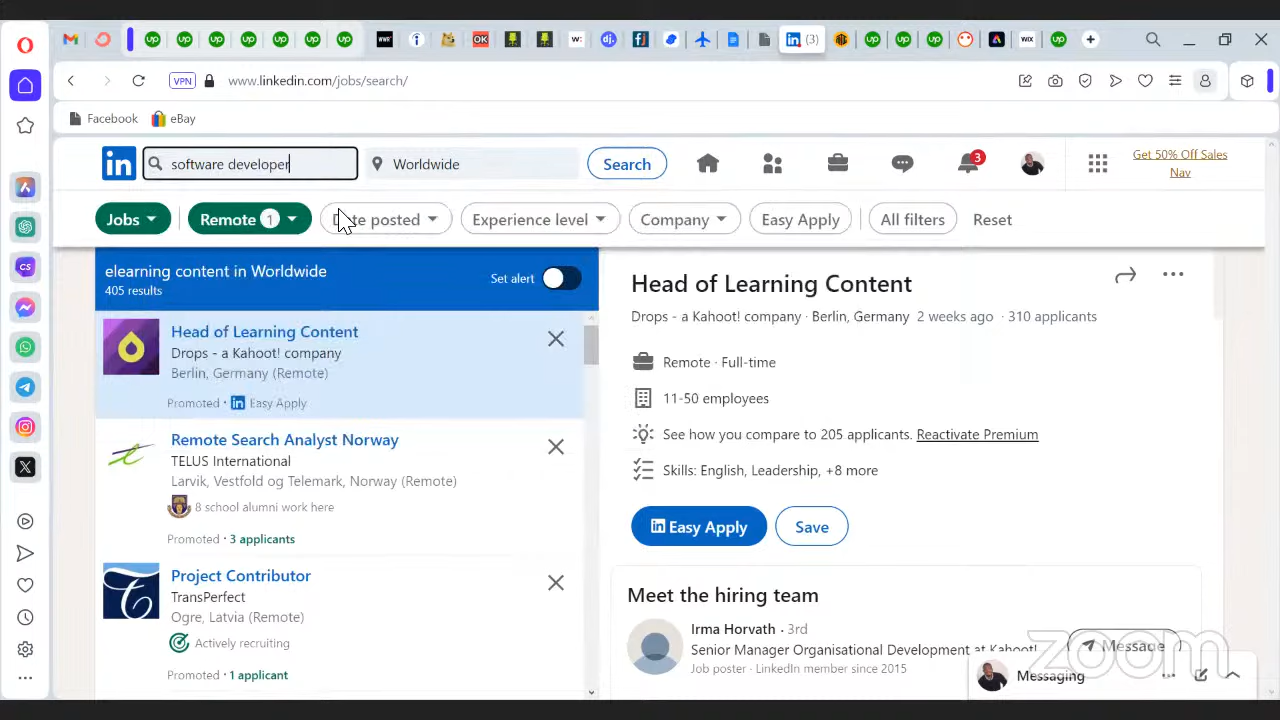 (3)
VPN
www.linkedin.com/jobs/search/
Facebook
eBay
in
software developer
Worldwide
Search
3
Get 50% Off Sales
Nav
Jobs
Remote 1
Date posted
Experience level
Company
Easy Apply
All filters
Reset
elearning content in Worldwide
405 results
Set alert
Head of Learning Content
Drops - a Kahoot! company
Berlin, Germany (Remote)
Promoted · in Easy Apply
Remote Search Analyst Norway
TELUS International
Larvik, Vestfold og Telemark, Norway (Remote)
8 school alumni work here
Promoted · 3 applicants
Project Contributor
TransPerfect
Ogre, Latvia (Remote)
Actively recruiting
Promoted · 1 applicant
Head of Learning Content
Drops - a Kahoot! company · Berlin, Germany 2 weeks ago · 310 applicants
Remote · Full-time
11-50 employees
See how you compare to 205 applicants. Reactivate Premium
Skills: English, Leadership, +8 more
in Easy Apply
Save
Meet the hiring team
Irma Horvath · 3rd
Senior Manager Organisational Development at Kahoot!
Job poster · LinkedIn member since 2015
Message
zoom
Messaging